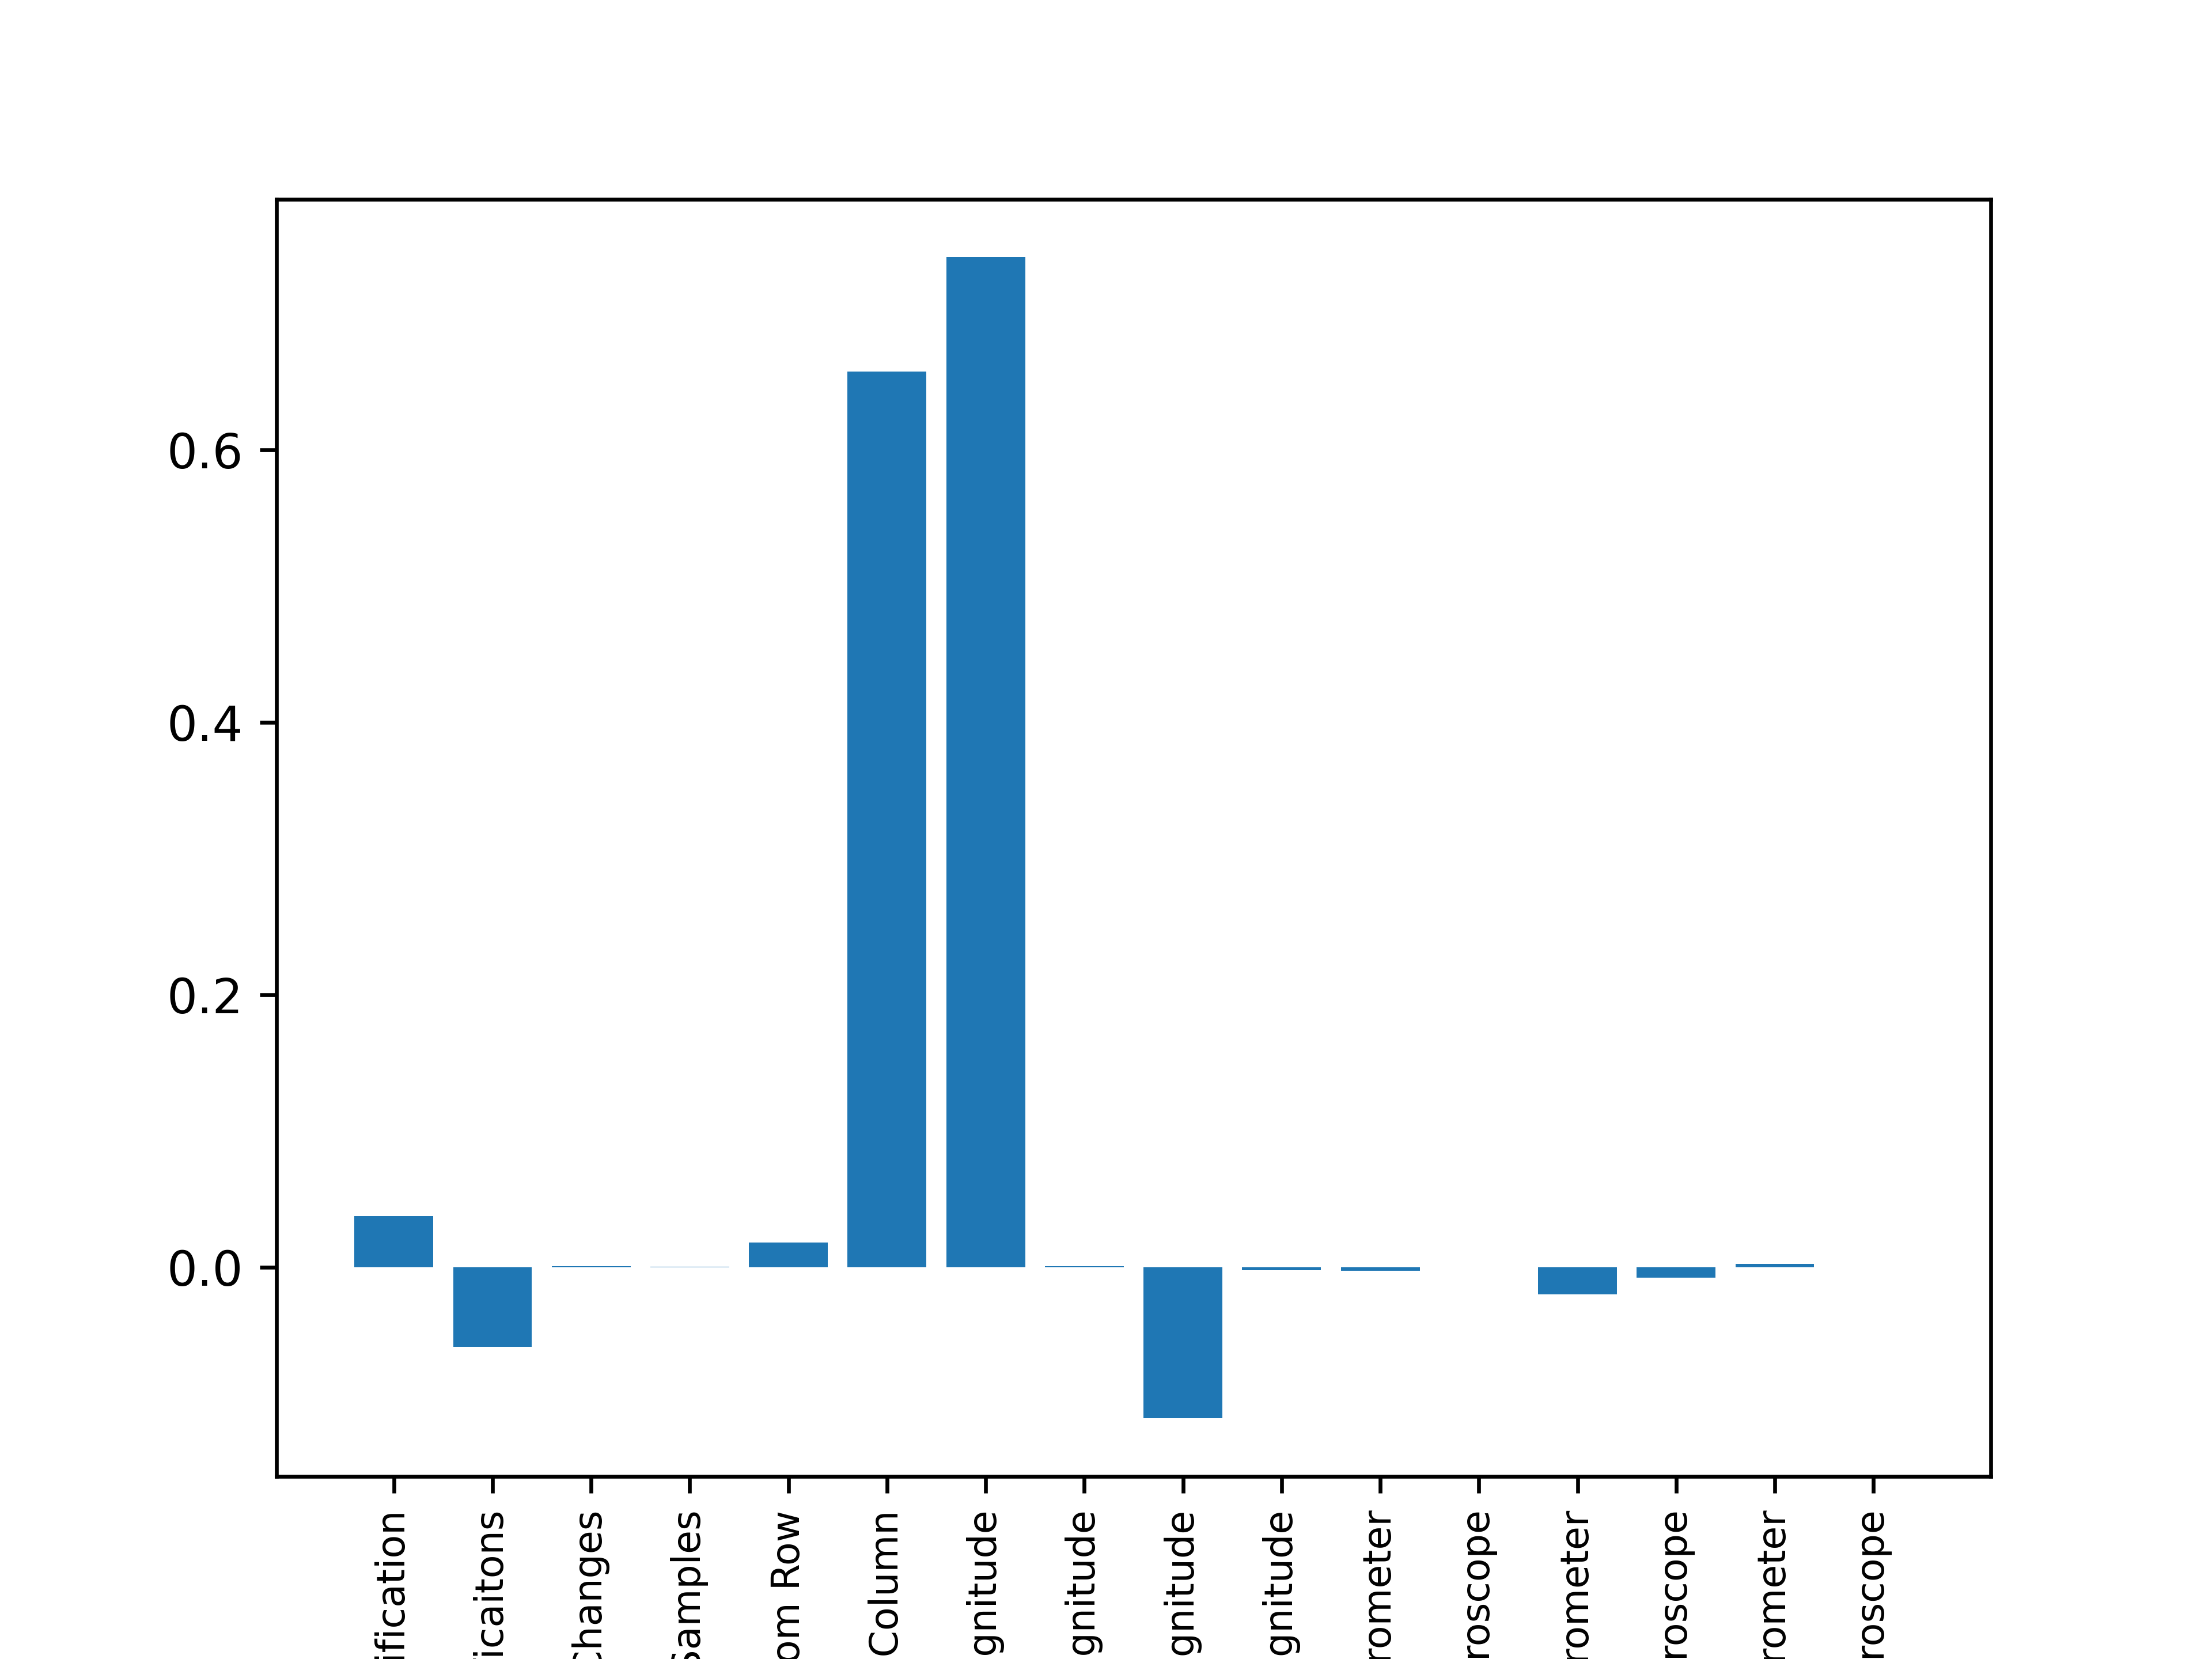 0.6
0.4
0.2
0.0
ification
icaitons
Changes
Samples
om Row
Column
gnitude
gnitude
gnitude
gnitude
rometer
roscope
rometer
roscope
rometer
roscope